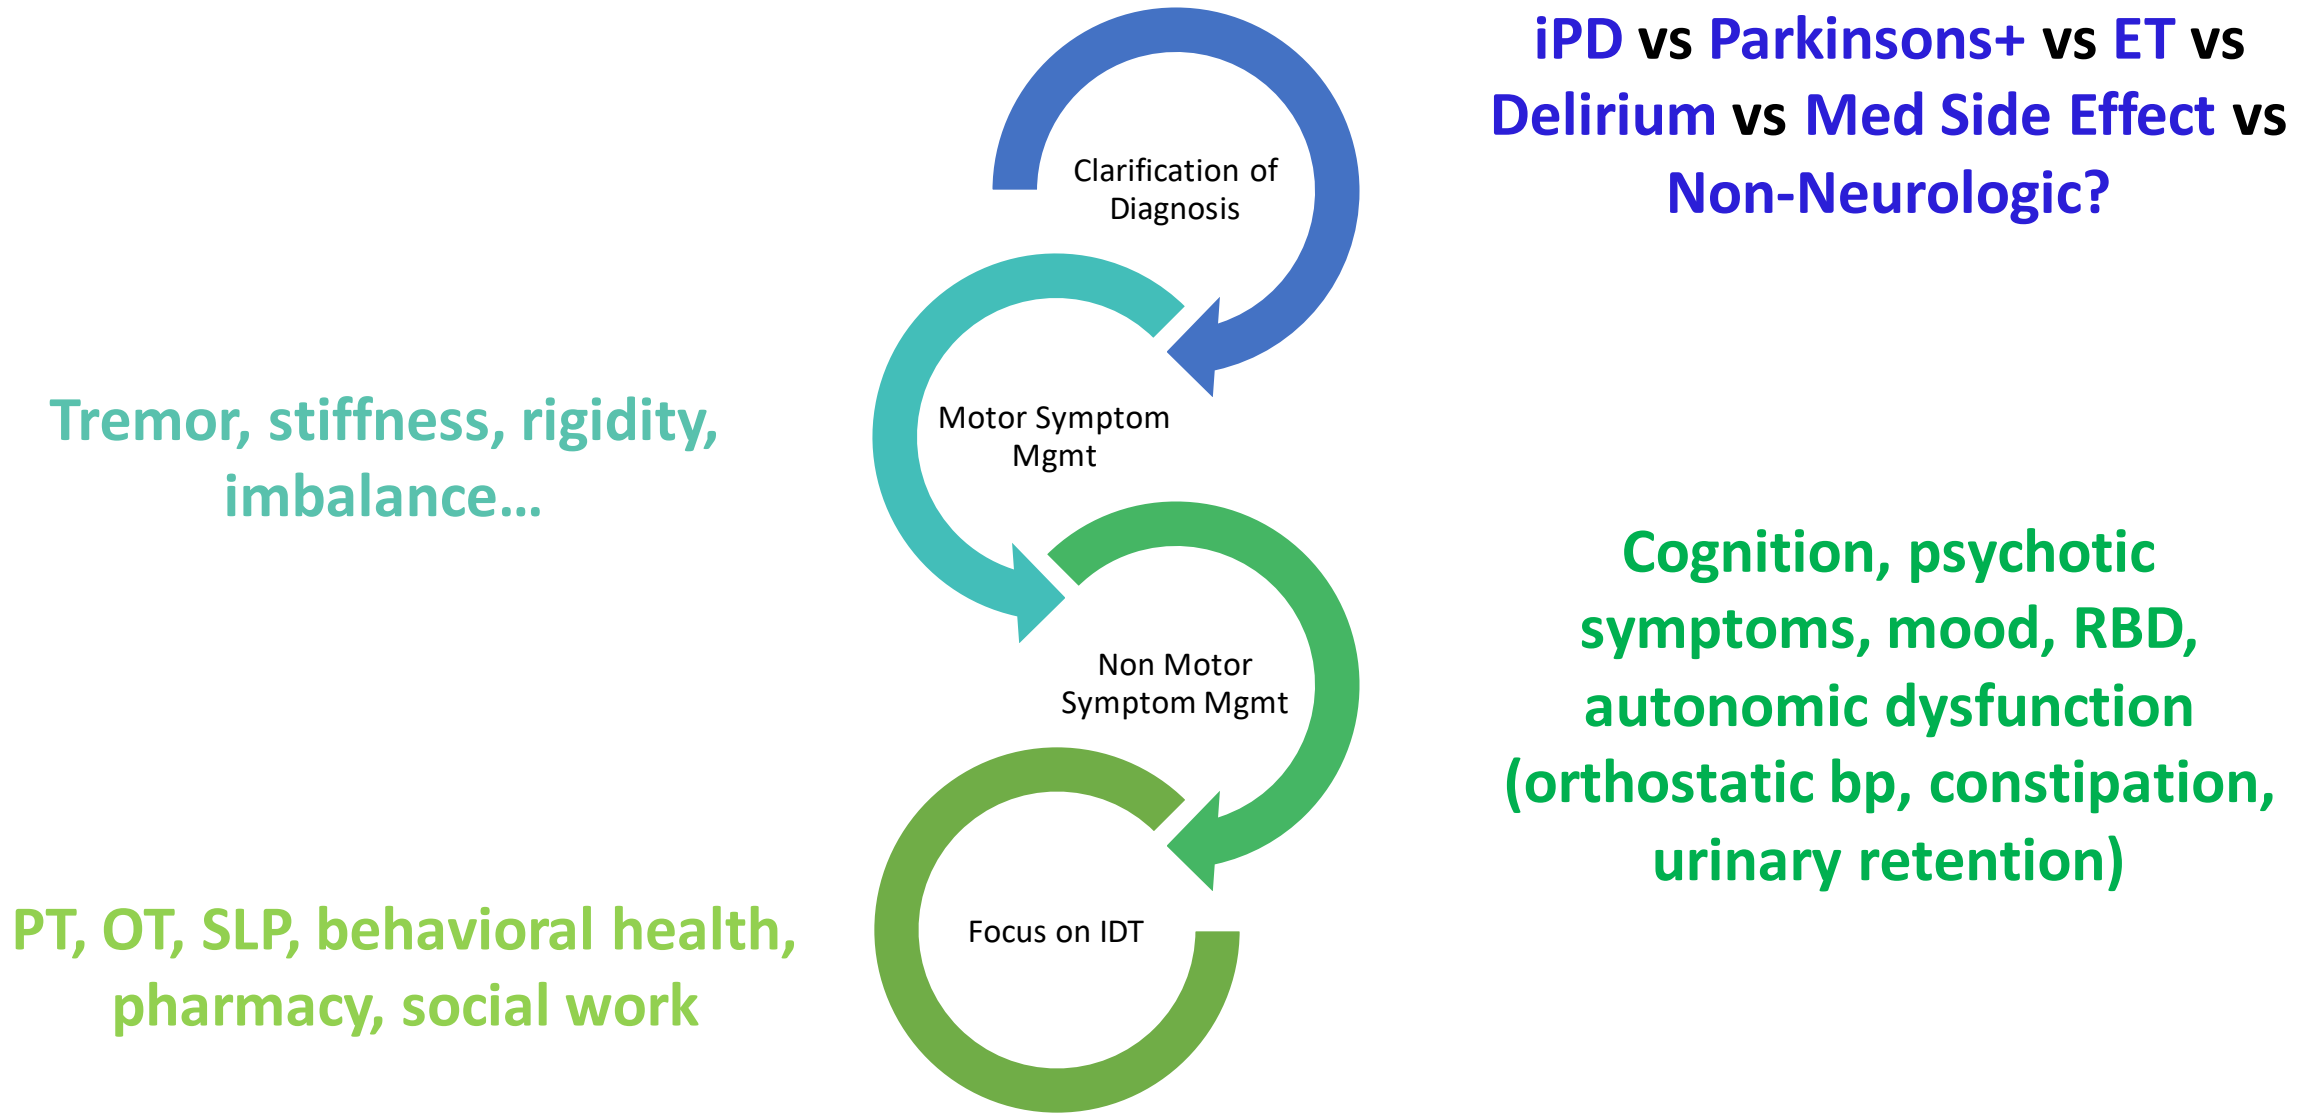 iPD vs Parkinsons+ vs ET vs
Delirium vs Med Side Effect vs
Non-Neurologic?
Clarification of
Diagnosis
Tremor, stiffness, rigidity,
imbalance...
Motor Symptom
Mgmt
Cognition, psychotic
symptoms, mood, RBD,
autonomic dysfunction
(orthostatic bp, constipation,
urinary retention)
Non Motor
Symptom Mgmt
PT, OT, SLP, behavioral health,
pharmacy, social work
Focus on IDT